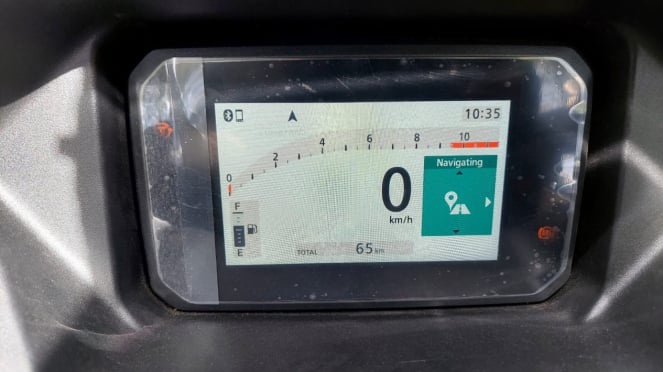 10:35
0 2 4 6 8 10
Navigating
0
km/h
F
E
TOTAL 65 km